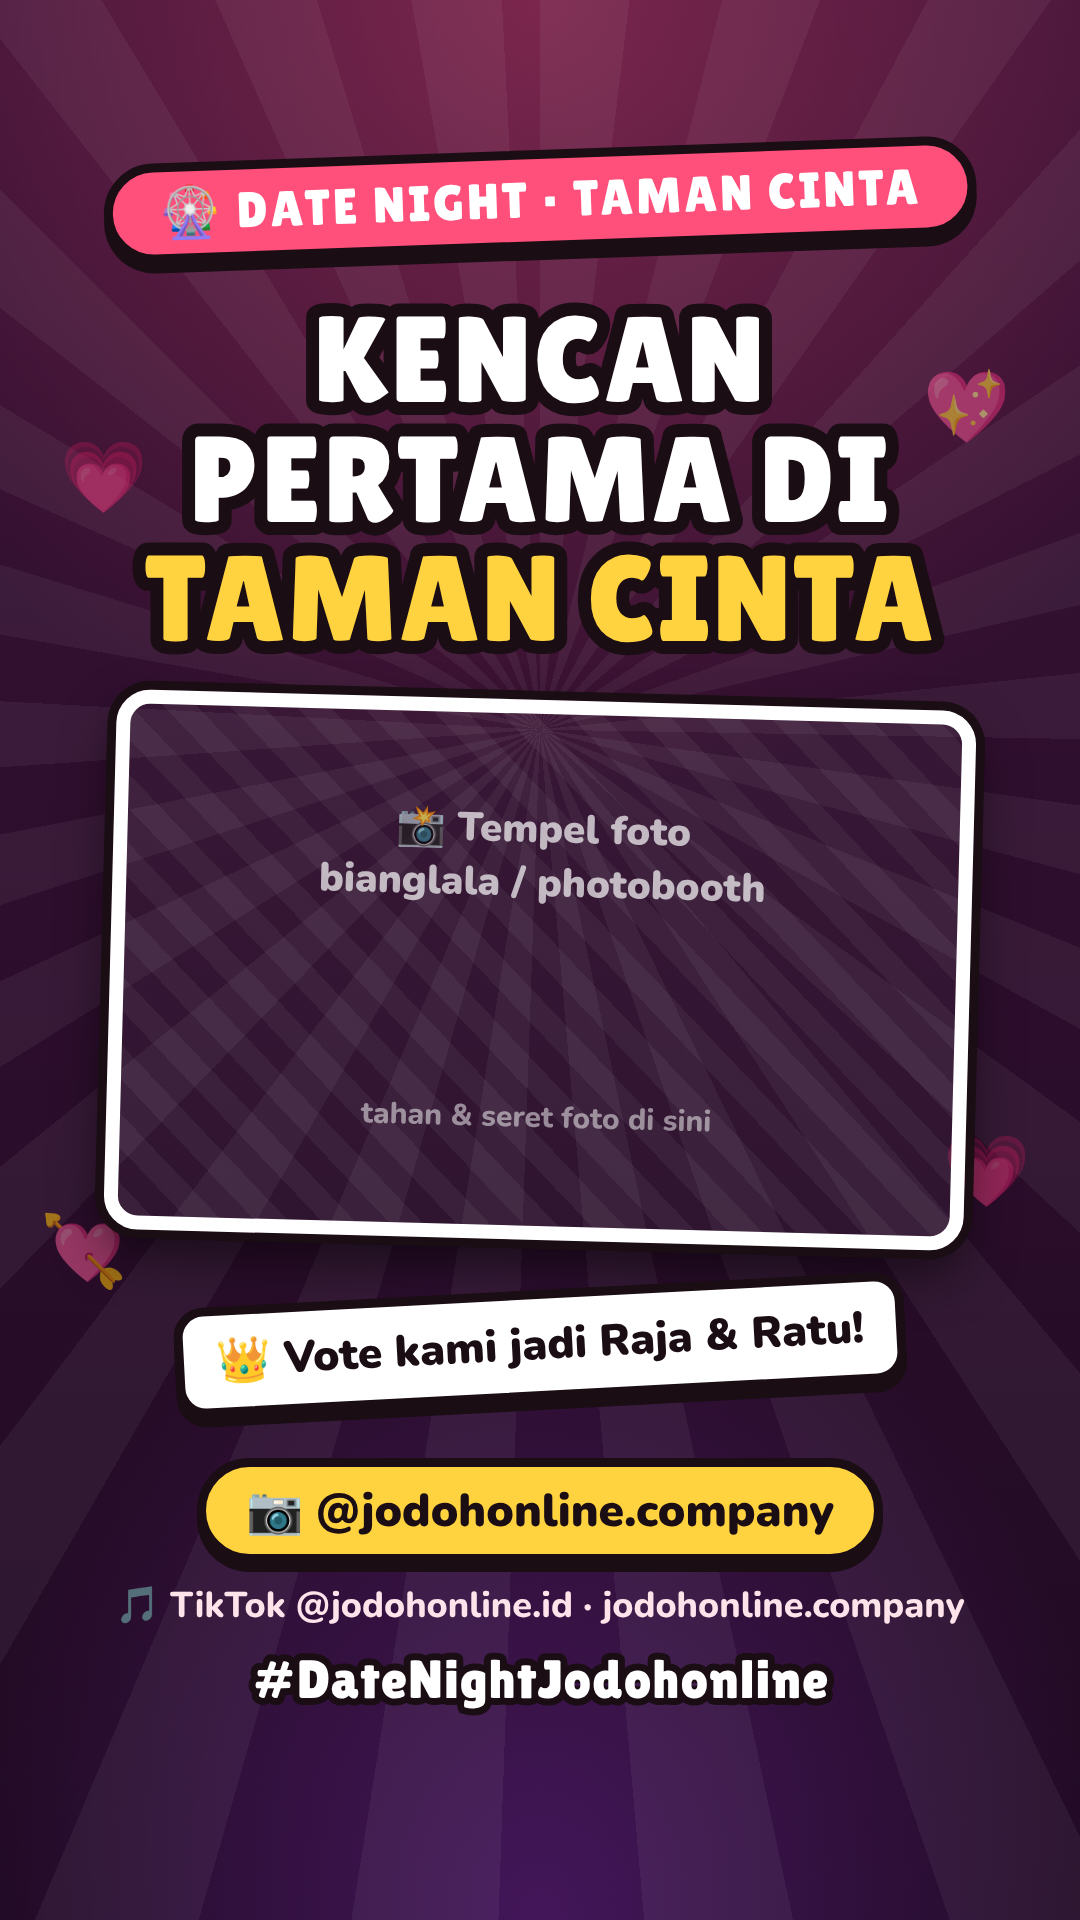 DATE NIGHT · TAMAN CINTA
KENCAN
PERTAMA DI
TAMAN CINTA
Tempel foto
bianglala / photobooth
tahan & seret foto di sini
Vote kami jadi Raja & Ratu!
@jodohonline.company
TikTok @jodohonline.id · jodohonline.company
#DateNightJodohonline